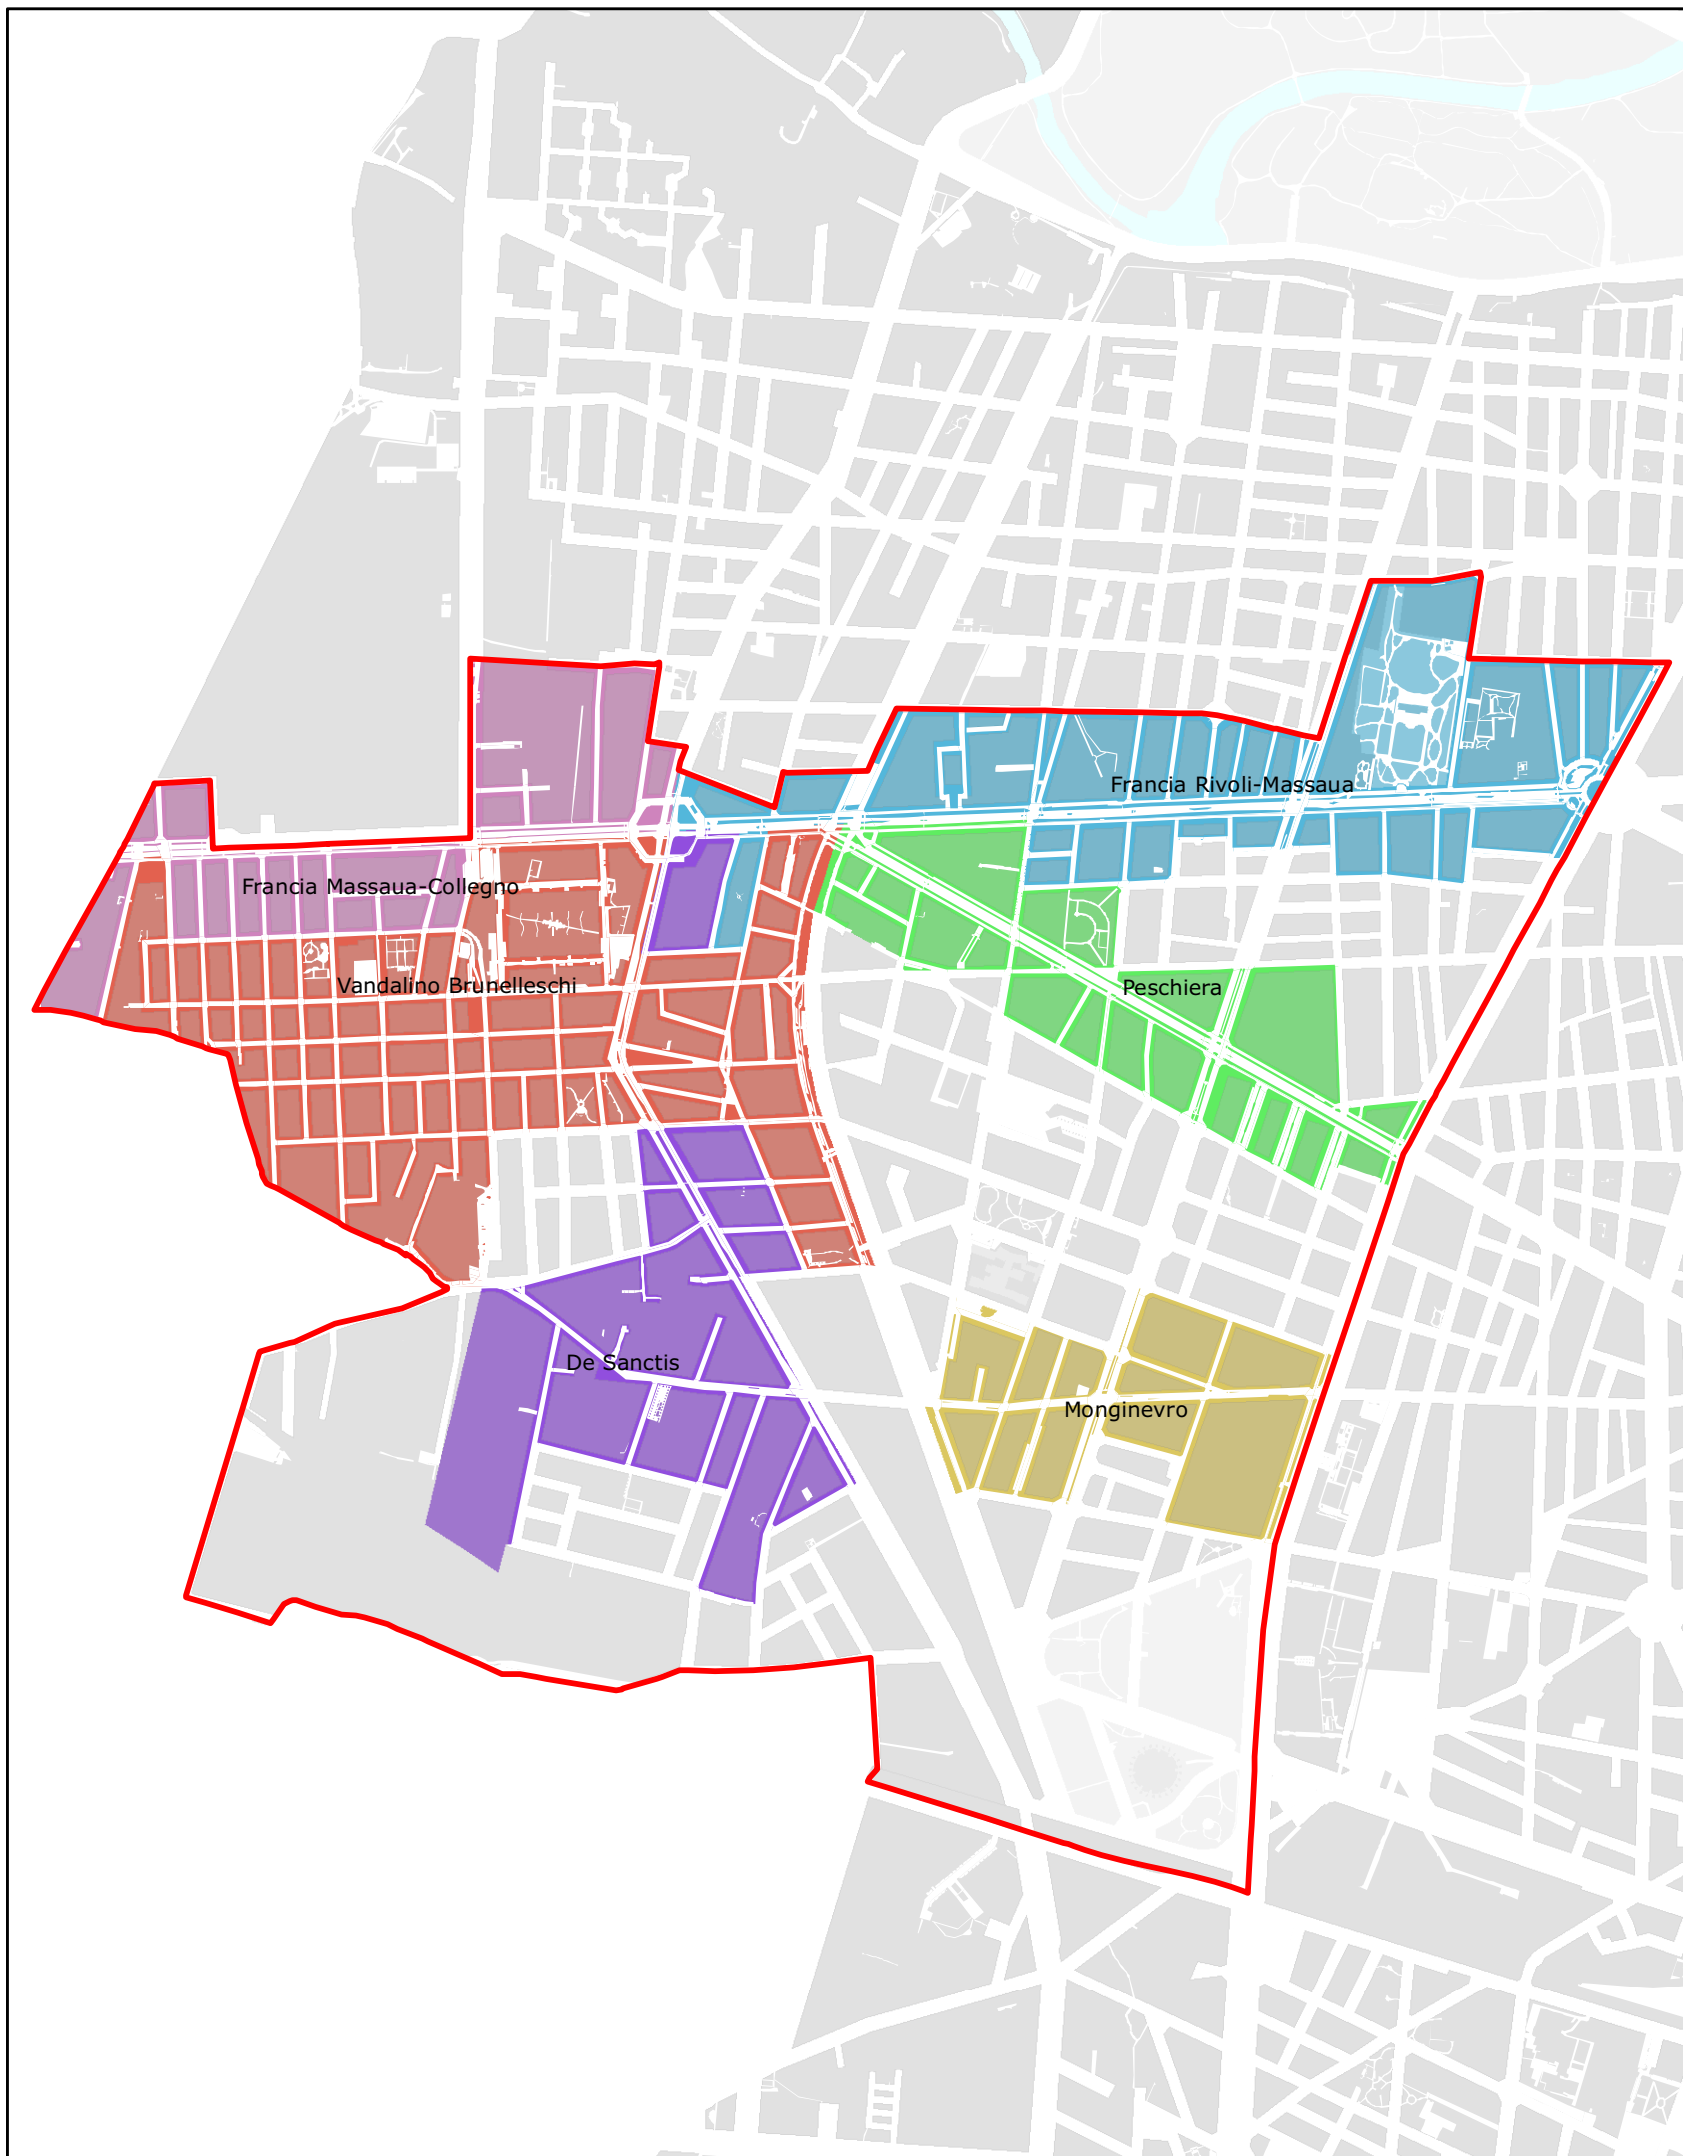 Francia Rivoli-Massaua
Francia Massaua-Collegno
Vandalino Brunelleschi
Peschiera
De Sanctis
Monginevro